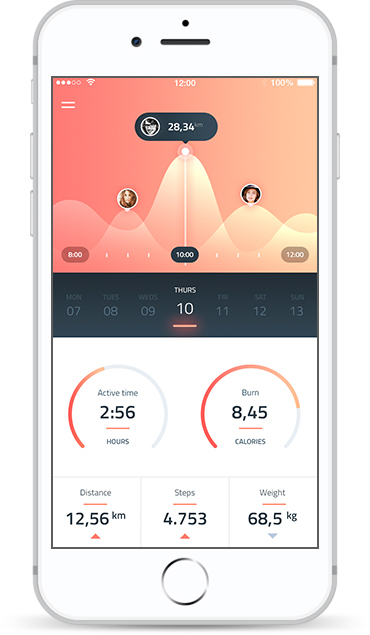 12:00
100%
28,34 km
8:00
10:00
12:00
THURS
MON TUES WEDS FRI SAT SUN
07 08 09 10 11 12 13
Active time
2:56
HOURS
Burn
8,45
CALORIES
Distance
12,56 km
Steps
4.753
Weight
68,5 kg